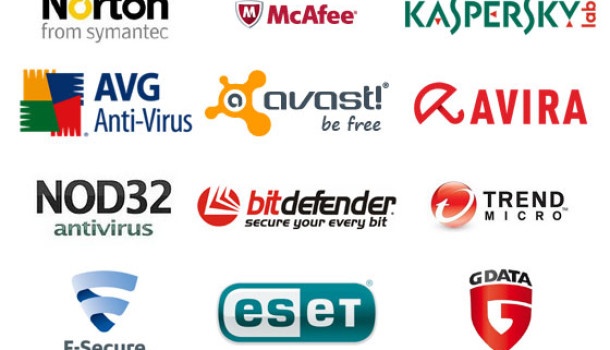 Norton
from symantec
McAfee
KASPERSKY lab
AVG
Anti-Virus
a avast!
be free
AVIRA
NOD32
antivirus
bitdefender
secure your every bit
TREND
MICRO
F-Secure
eseT
G DATA